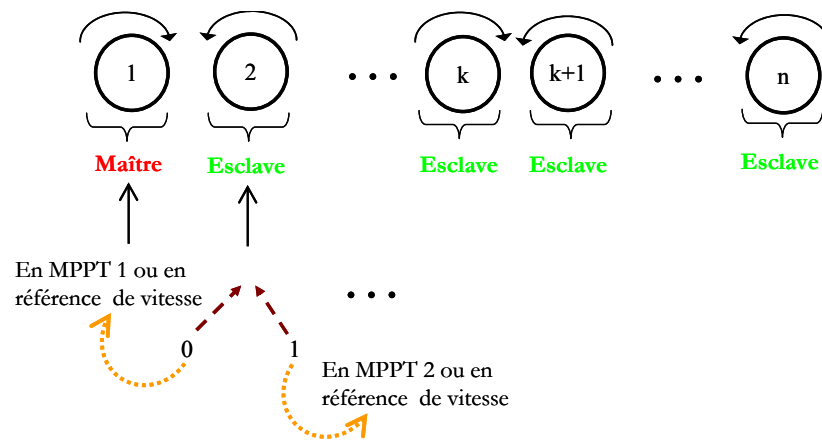 1 2 ... k k+1 ... n
Maître Esclave Esclave Esclave Esclave
En MPPT 1 ou en
référence de vitesse
...
0 1
En MPPT 2 ou en
référence de vitesse